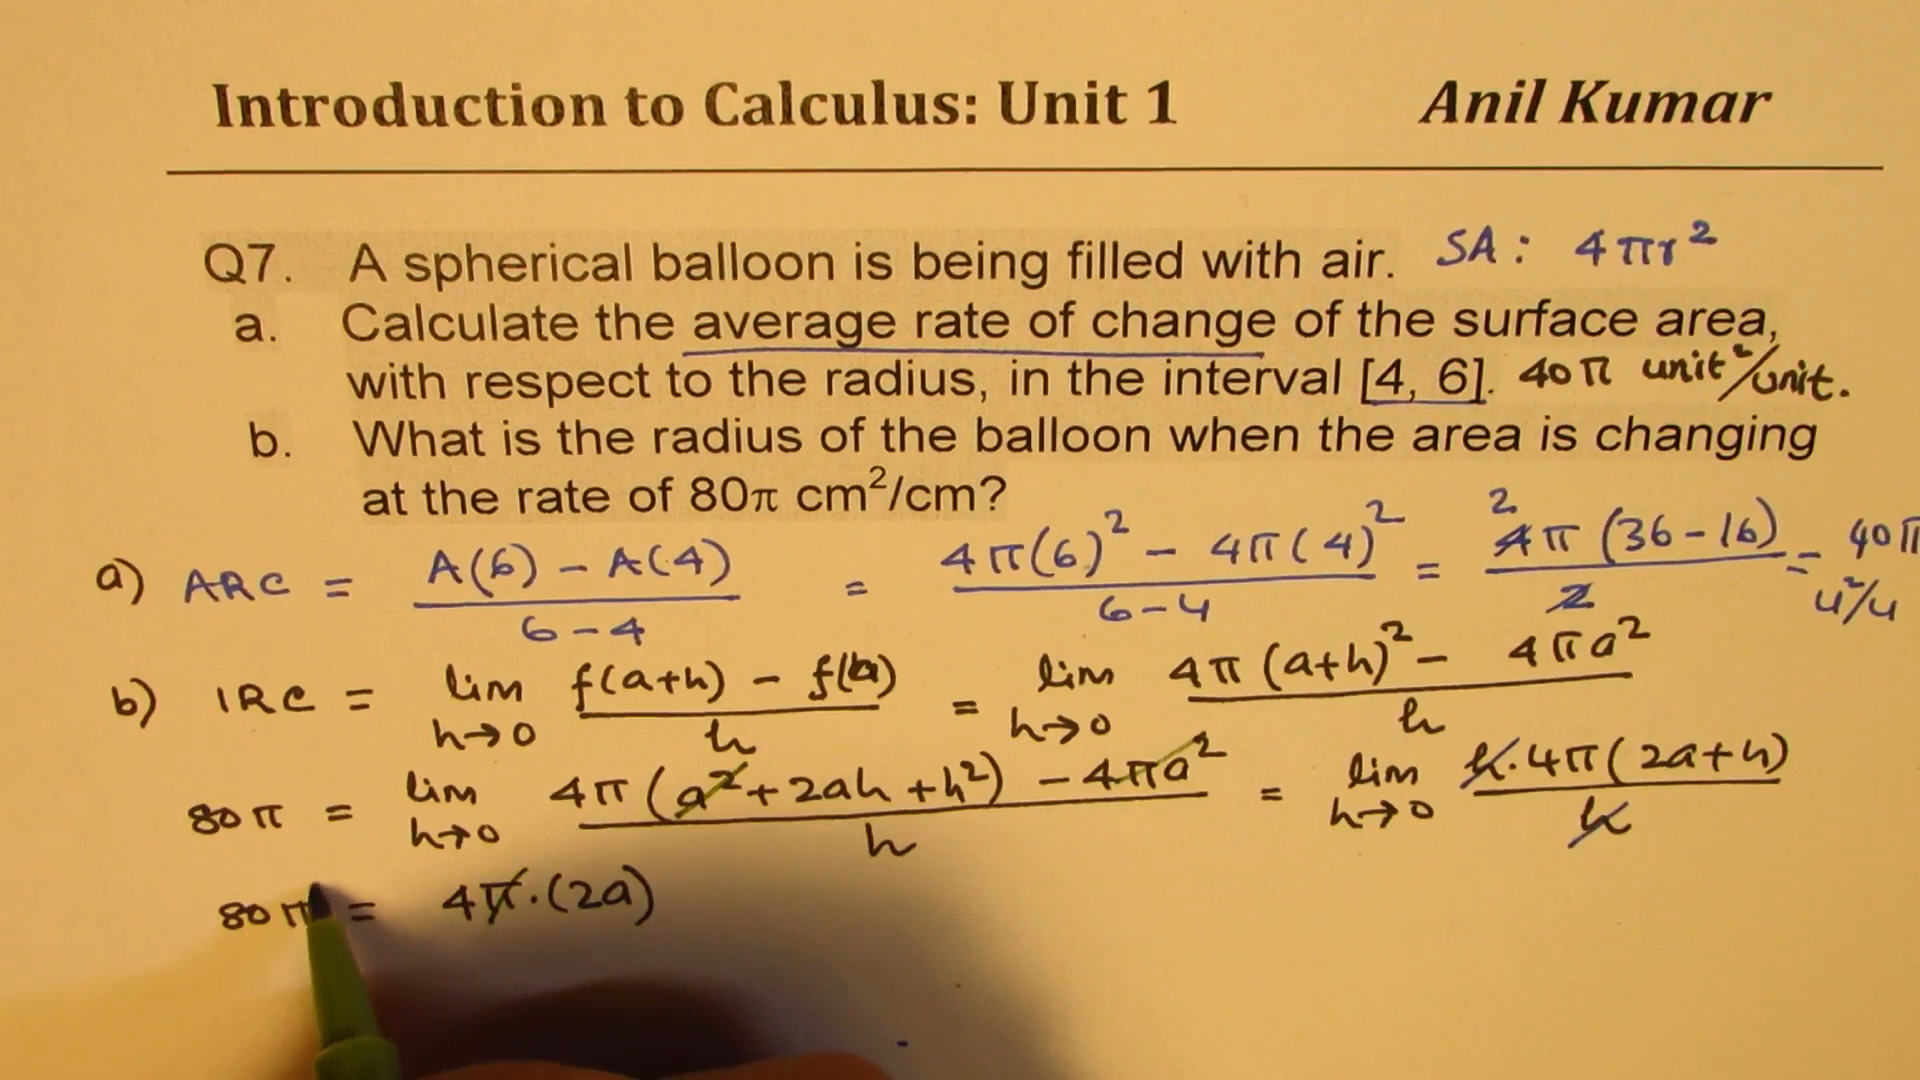 Introduction to Calculus: Unit 1 Anil Kumar
Q7. A spherical balloon is being filled with air. SA: 4πr²
a. Calculate the average rate of change of the surface area,
with respect to the radius, in the interval [4, 6]. 40π unit²/unit.
b. What is the radius of the balloon when the area is changing
at the rate of 80π cm²/cm?
a) ARC = (A(6) - A(4))/(6-4) = (4π(6)² - 4π(4)²)/(6-4) = 2 4π(36-16)/2 = 40π u²/u
b) IRC = lim h→0 (f(a+h) - f(a))/h = lim h→0 (4π(a+h)² - 4πa²)/h
80π = lim h→0 (4π(a²+2ah+h²) - 4πa²)/h = lim h→0 h·4π(2a+h)/h
80π = 4π·(2a)